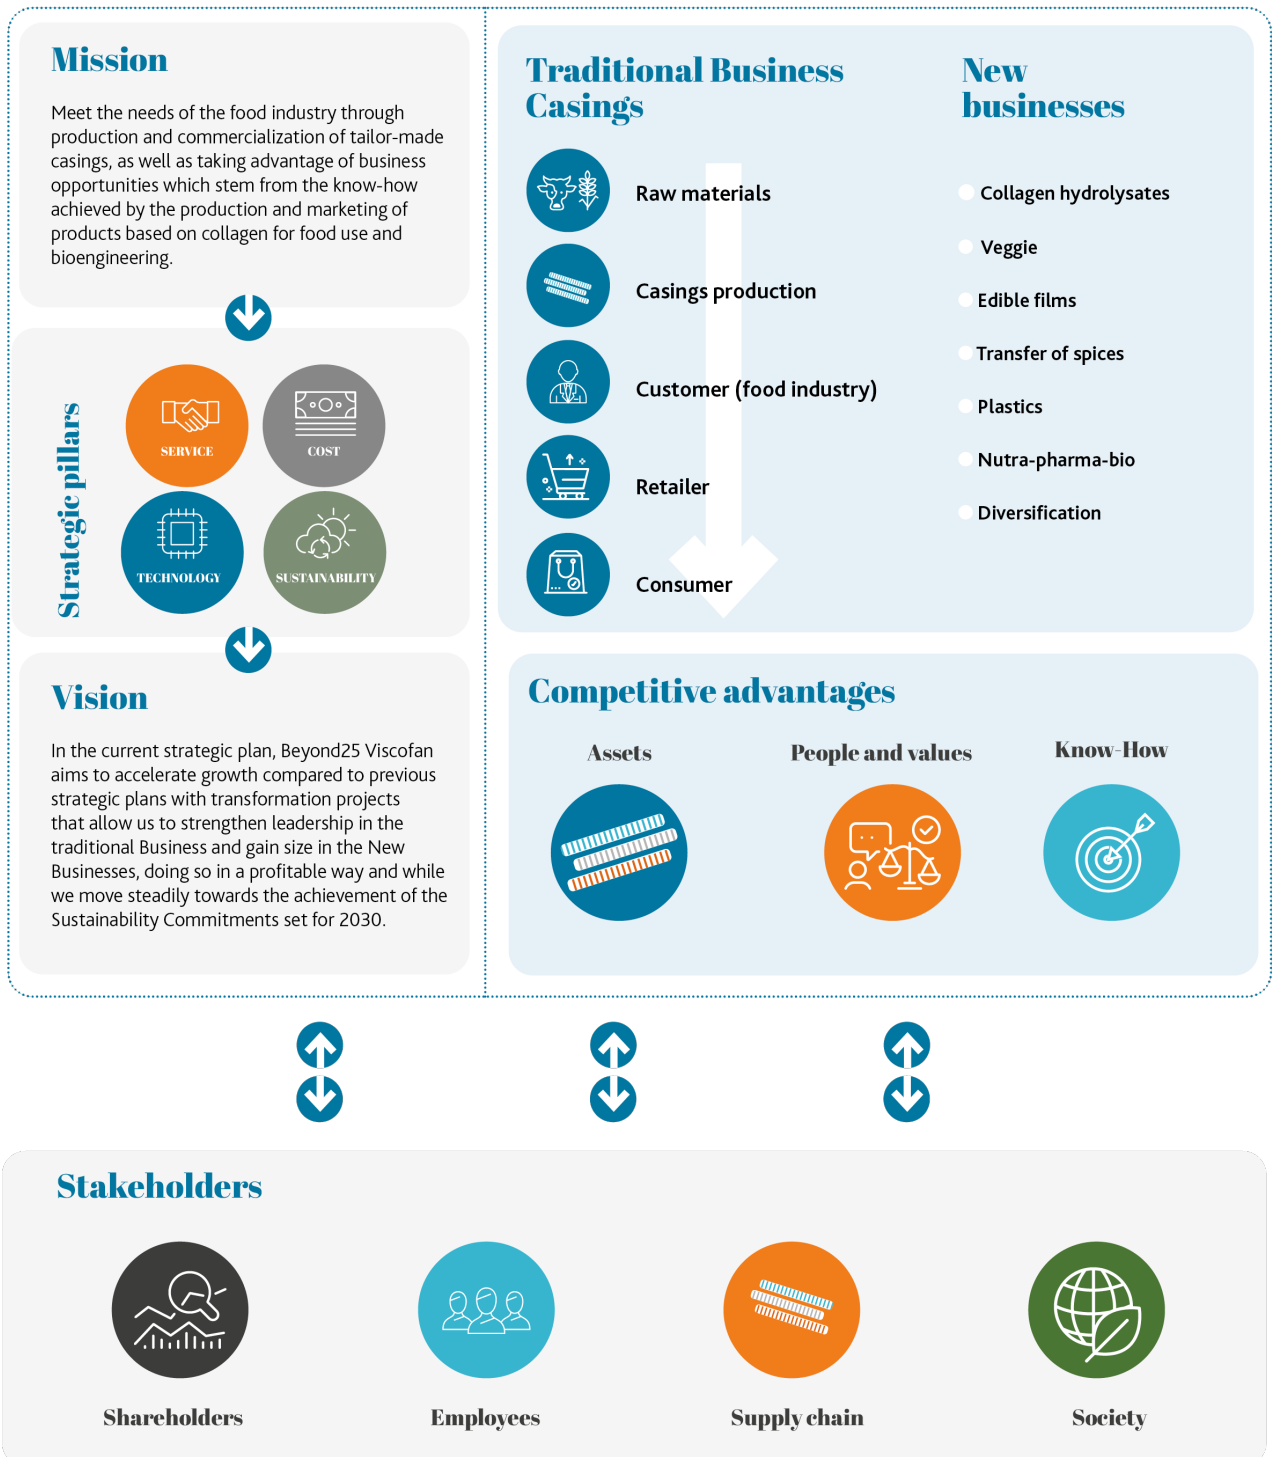 Mission
Meet the needs of the food industry through
production and commercialization of tailor-made
casings, as well as taking advantage of business
opportunities which stem from the know-how
achieved by the production and marketing of
products based on collagen for food use and
bioengineering.
Strategic pillars
SERVICE
COST
TECHNOLOGY
SUSTAINABILITY
Vision
In the current strategic plan, Beyond25 Viscofan
aims to accelerate growth compared to previous
strategic plans with transformation projects
that allow us to strengthen leadership in the
traditional Business and gain size in the New
Businesses, doing so in a profitable way and while
we move steadily towards the achievement of the
Sustainability Commitments set for 2030.
Traditional Business
Casings
Raw materials
Casings production
Customer (food industry)
Retailer
Consumer
New
businesses
Collagen hydrolysates
Veggie
Edible films
Transfer of spices
Plastics
Nutra-pharma-bio
Diversification
Competitive advantages
Assets
People and values
Know-How
Stakeholders
Shareholders
Employees
Supply chain
Society